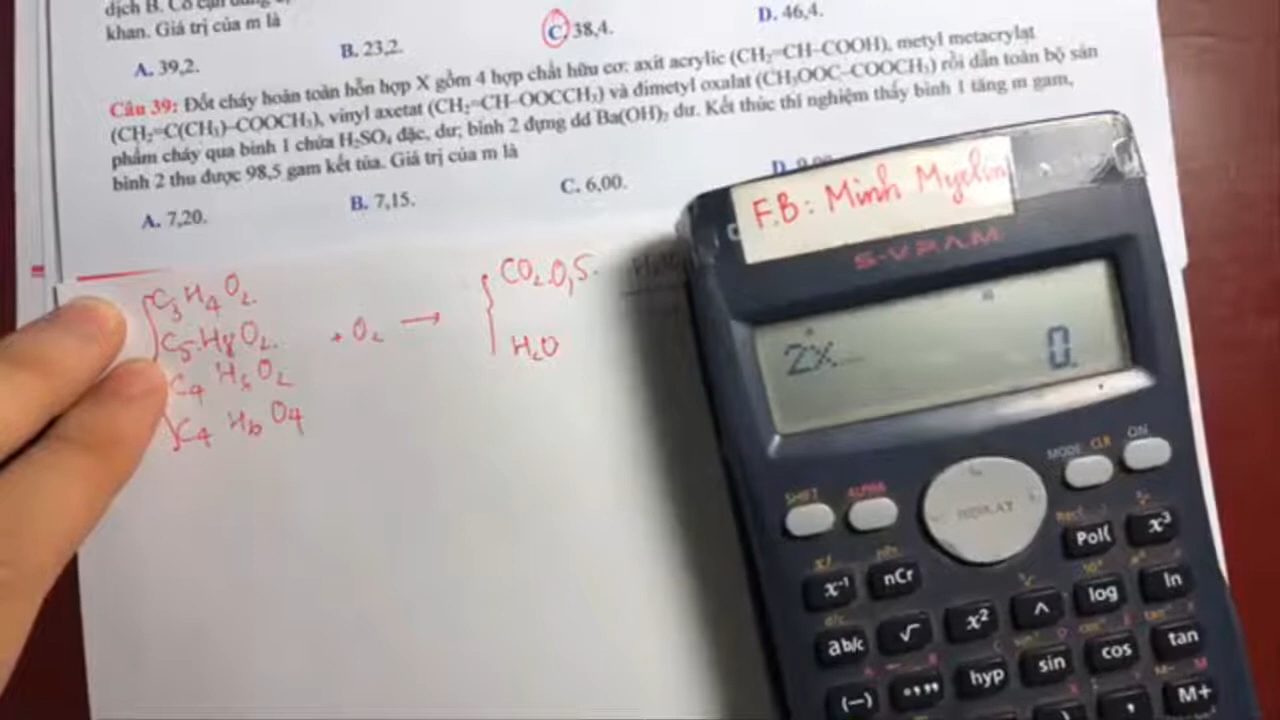 dịch B. Cô cạn dung
khan. Giá trị của m là
A. 39,2. B. 23,2. C. 38,4. D. 46,4.
Câu 39: Đốt cháy hoàn toàn hỗn hợp X gồm 4 hợp chất hữu cơ: axit acrylic (CH₂=CH–COOH), metyl metacrylat
(CH₂=C(CH₃)–COOCH₃), vinyl axetat (CH₂=CH–OOCCH₃) và đimetyl oxalat (CH₃OOC–COOCH₃) rồi dẫn toàn bộ sản
phẩm cháy qua bình 1 chứa H₂SO₄ đặc, dư; bình 2 đựng dd Ba(OH)₂ dư. Kết thúc thí nghiệm thấy bình 1 tăng m gam,
bình 2 thu được 98,5 gam kết tủa. Giá trị của m là
A. 7,20. B. 7,15. C. 6,00. D.
C₃H₄O₂
C₅H₈O₂ + O₂ → CO₂ 0,5
C₄H₆O₂ H₂O
C₄H₆O₄
F.B: Minh Myelin
S-V.P.A.M
0.
SHIFT ALPHA REPLAY MODE CLR ON
x⁻¹ nCr Pol( x³
ab/c √ x² ^ log ln
(–) °,,, hyp sin cos tan
) , M+